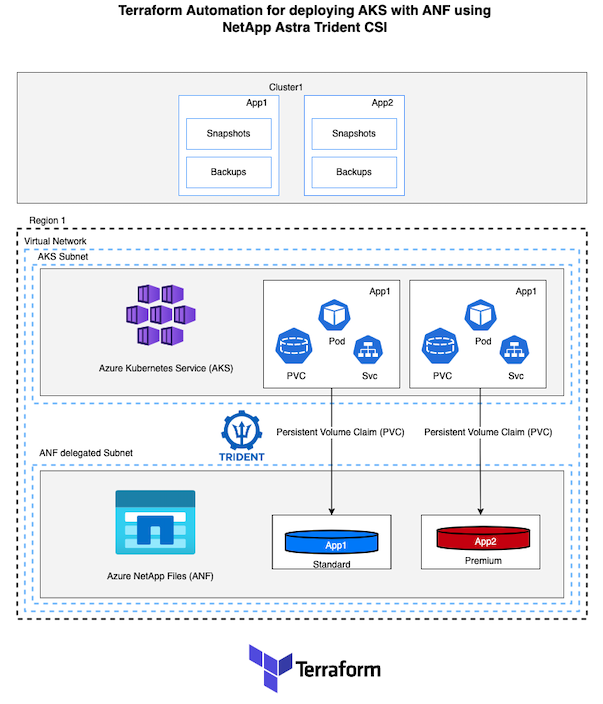 Terraform Automation for deploying AKS with ANF using
NetApp Astra Trident CSI
Cluster1
App1
App2
Snapshots
Snapshots
Backups
Backups
Region 1
Virtual Network
AKS Subnet
App1
App1
Pod
Pod
Azure Kubernetes Service (AKS)
PVC
Svc
PVC
Svc
Persistent Volume Claim (PVC)
Persistent Volume Claim (PVC)
TRIDENT
ANF delegated Subnet
App1
App2
Standard
Premium
Azure NetApp Files (ANF)
Terraform